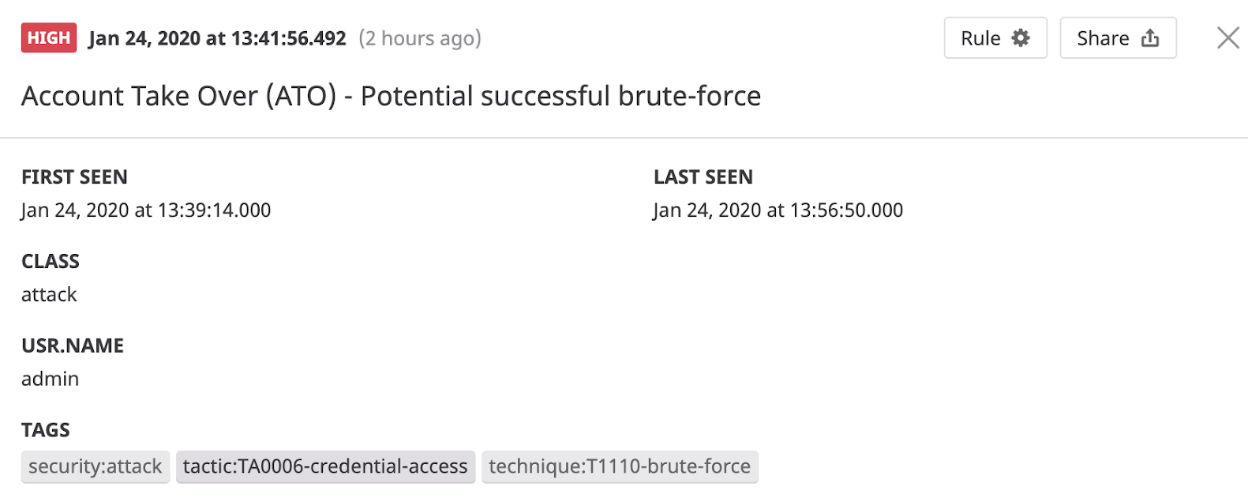 HIGH Jan 24, 2020 at 13:41:56.492 (2 hours ago) Rule Share
Account Take Over (ATO) - Potential successful brute-force
FIRST SEEN LAST SEEN
Jan 24, 2020 at 13:39:14.000 Jan 24, 2020 at 13:56:50.000
CLASS
attack
USR.NAME
admin
TAGS
security:attack tactic:TA0006-credential-access technique:T1110-brute-force